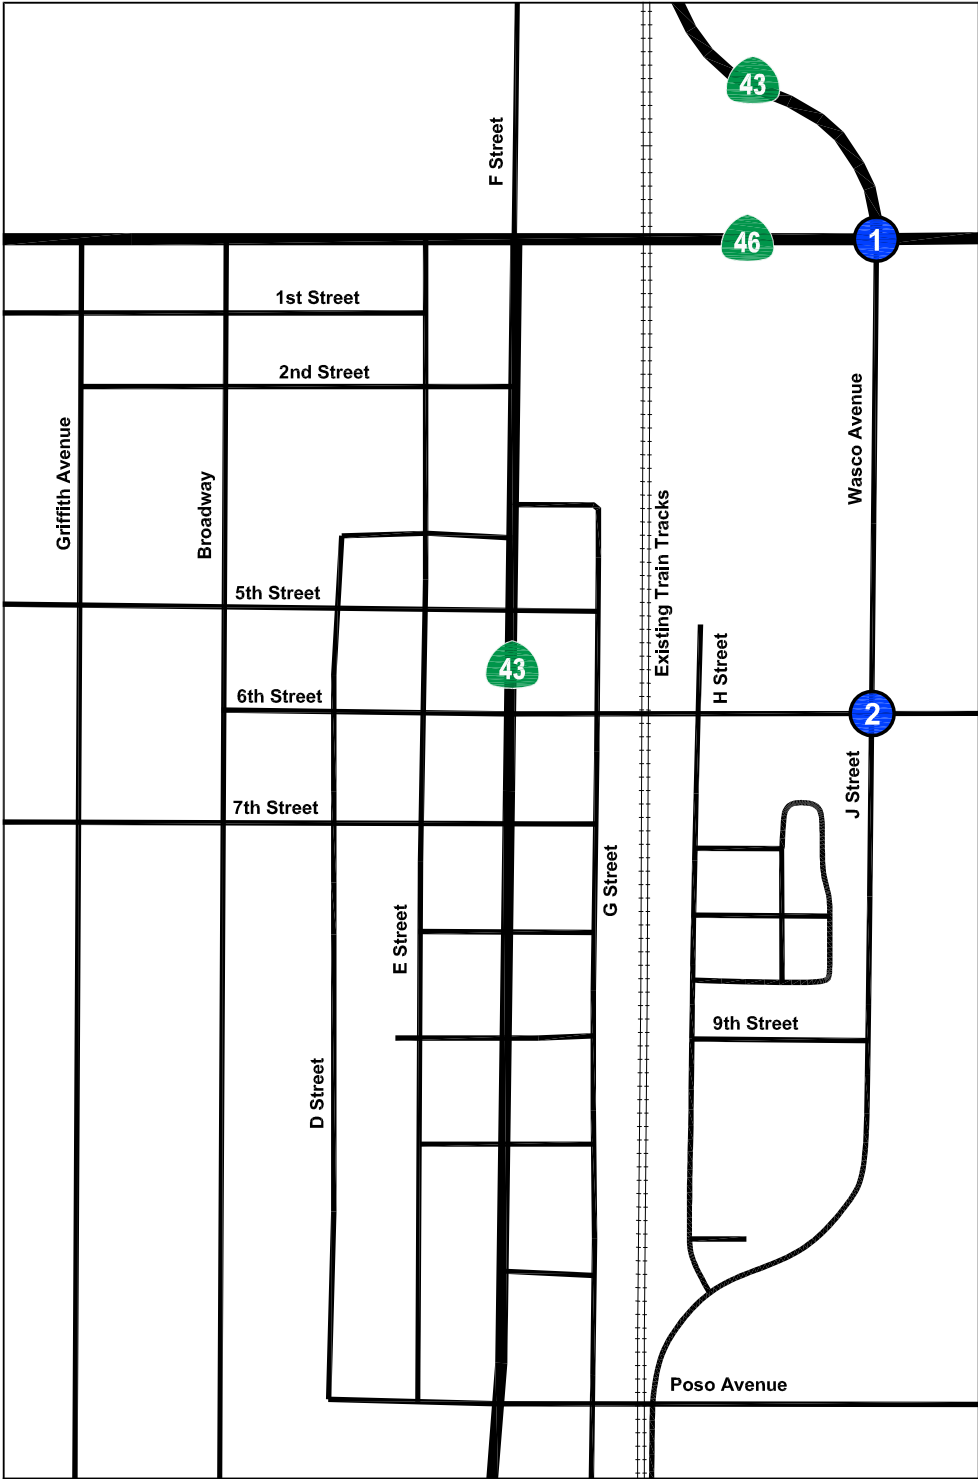 43
F Street
46
1
1st Street
2nd Street
Griffith Avenue
Broadway
Wasco Avenue
Existing Train Tracks
5th Street
H Street
43
6th Street
2
J Street
7th Street
G Street
E Street
9th Street
D Street
Poso Avenue